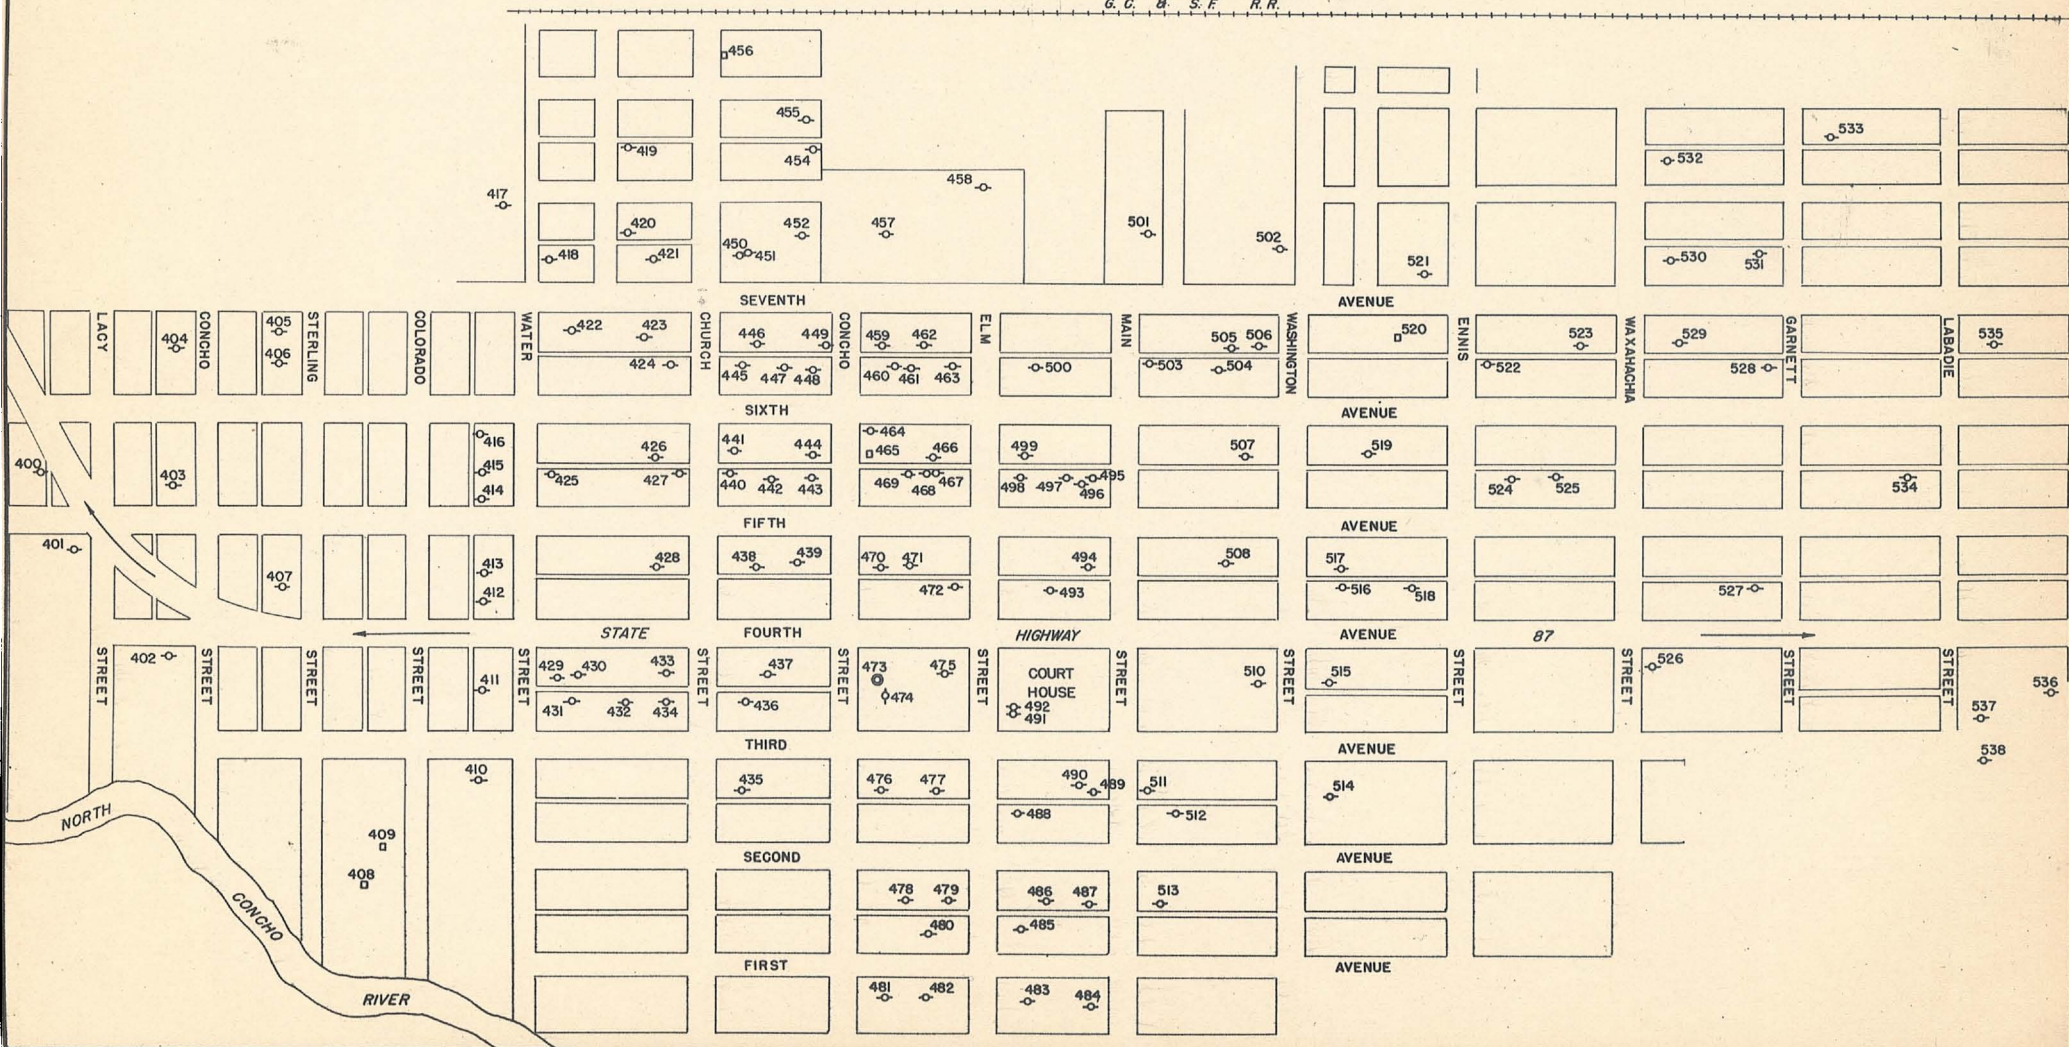 G. C. & S. F. R. R.
456
455
419
454
532
533
417
458
420
452
457
501
502
450
451
418
421
521
530
531
SEVENTH
AVENUE
LACY
CONCHO
STERLING
COLORADO
WATER
CHURCH
CONCHO
ELM
MAIN
WASHINGTON
ENNIS
WAXAHACHIA
GARNETT
LABADIE
404
405
406
422
423
446
449
459
462
505
506
520
523
529
535
424
445
447
448
460
461
463
500
503
504
522
528
SIXTH
AVENUE
400
403
416
415
414
426
441
444
464
465
466
499
507
519
425
427
440
442
443
469
468
467
498
497
496
495
524
525
534
FIFTH
AVENUE
401
407
413
412
428
438
439
470
471
494
508
517
472
493
516
518
527
STATE
FOURTH
HIGHWAY
AVENUE
87
402
STREET
STREET
STREET
STREET
STREET
STREET
STREET
STREET
STREET
STREET
STREET
STREET
STREET
STREET
411
429
430
433
437
473
475
COURT
HOUSE
510
515
526
536
431
432
434
436
474
492
491
537
THIRD
AVENUE
538
410
435
476
477
490
489
511
514
488
512
NORTH
CONCHO
RIVER
409
408
SECOND
AVENUE
478
479
486
487
513
480
485
FIRST
AVENUE
481
482
483
484